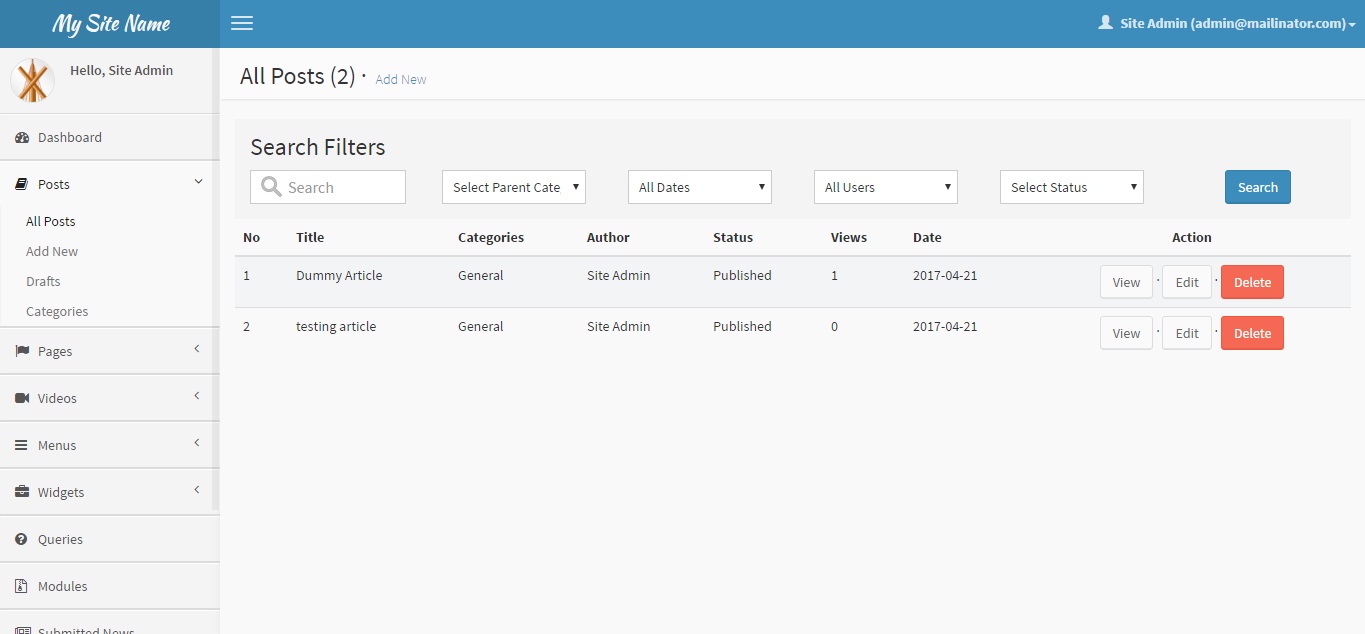 My Site Name
Site Admin (admin@mailinator.com)
Hello, Site Admin
Dashboard
Posts
All Posts
Add New
Drafts
Categories
Pages
Videos
Menus
Widgets
Queries
Modules
Submitted News
All Posts (2) · Add New
Search Filters
Search Select Parent Cate All Dates All Users Select Status Search
No Title Categories Author Status Views Date Action
1 Dummy Article General Site Admin Published 1 2017-04-21 View · Edit · Delete
2 testing article General Site Admin Published 0 2017-04-21 View · Edit · Delete